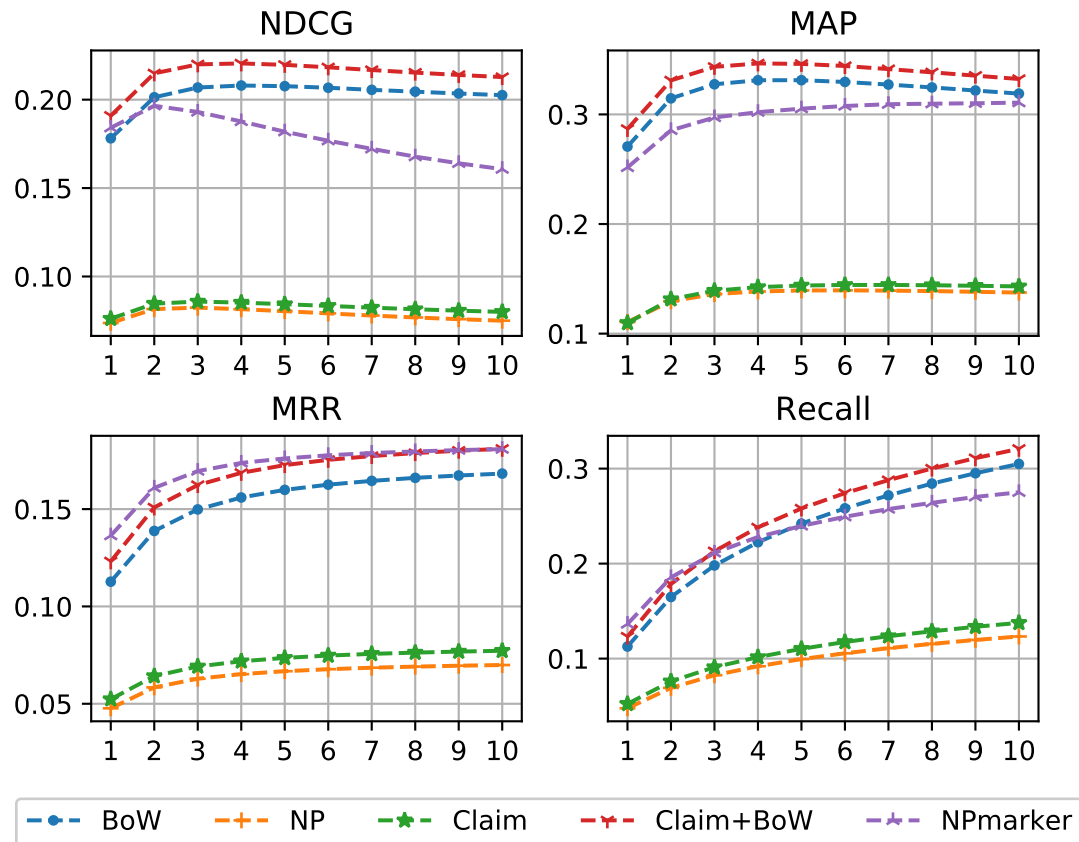 NDCG MAP
0.20 0.3
0.15 0.2
0.10 0.1
1 2 3 4 5 6 7 8 9 10 1 2 3 4 5 6 7 8 9 10
MRR Recall
0.15 0.3
0.10 0.2
0.05 0.1
1 2 3 4 5 6 7 8 9 10 1 2 3 4 5 6 7 8 9 10
BoW NP Claim Claim+BoW NPmarker